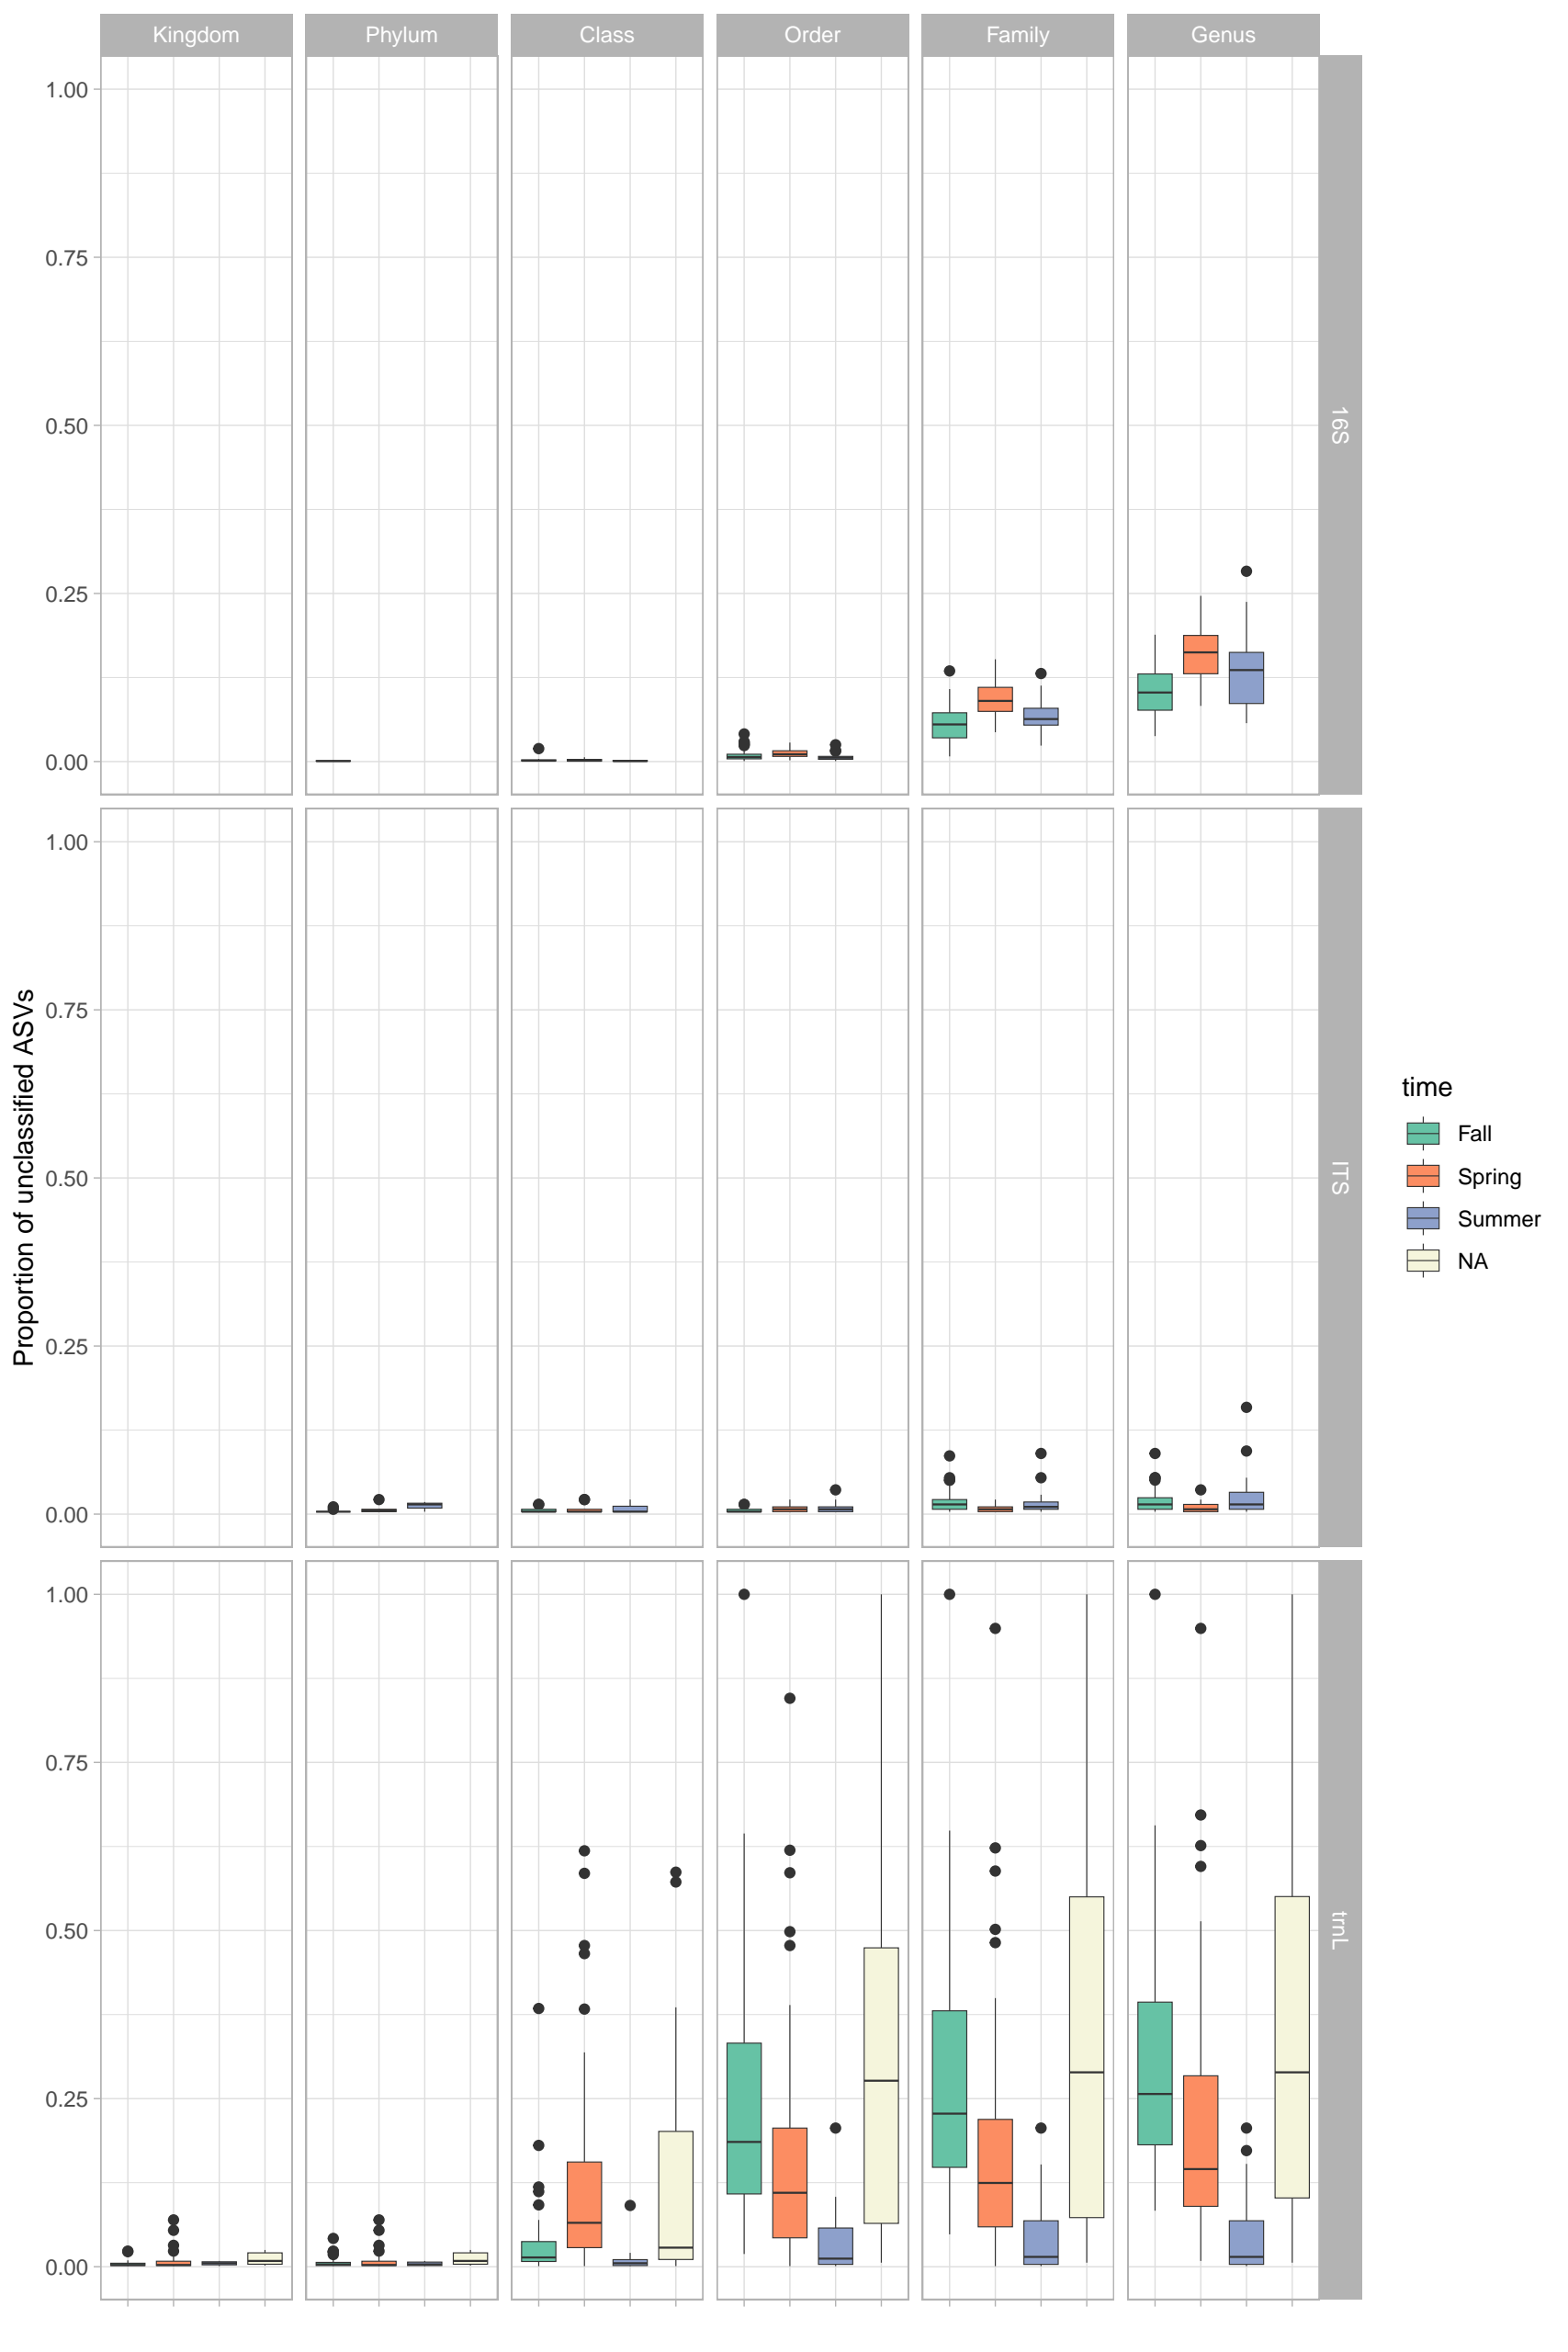 Kingdom Phylum Class Order Family Genus
1.00
0.75
0.50
0.25
0.00
16S
1.00
0.75
0.50
0.25
0.00
ITS
1.00
0.75
0.50
0.25
0.00
trnL
Proportion of unclassified ASVs
time
Fall
Spring
Summer
NA